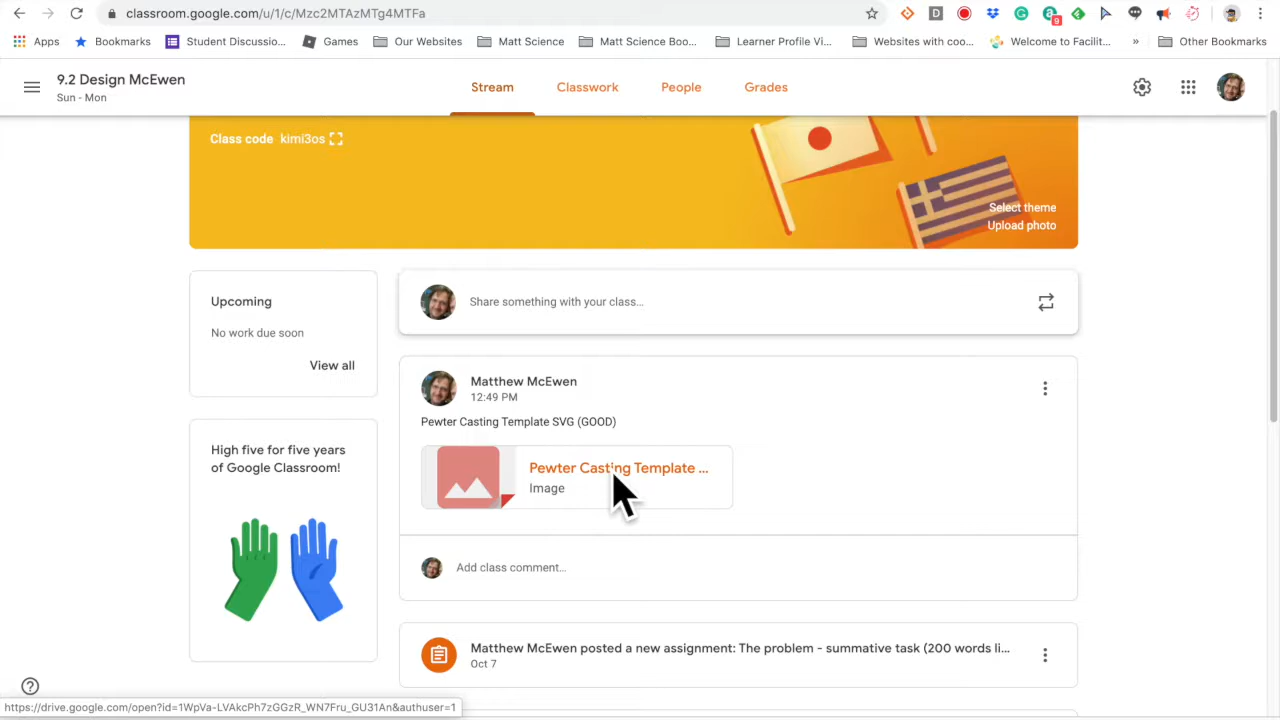 classroom.google.com/u/1/c/Mzc2MTAzMTg4MTFa
D
9
Apps
Bookmarks
Student Discussio...
Games
Our Websites
Matt Science
Matt Science Boo...
Learner Profile Vi...
Websites with coo...
Welcome to Facilit...
»
Other Bookmarks
9.2 Design McEwen
Sun - Mon
Stream
Classwork
People
Grades
Class code kimi3os
Select theme
Upload photo
Upcoming
No work due soon
View all
Share something with your class...
Matthew McEwen
12:49 PM
Pewter Casting Template SVG (GOOD)
Pewter Casting Template ...
Image
High five for five years
of Google Classroom!
Add class comment...
Matthew McEwen posted a new assignment: The problem - summative task (200 words li...
Oct 7
https://drive.google.com/open?id=1WpVa-LVAkcPh7zGGzR_WN7Fru_GU31An&authuser=1